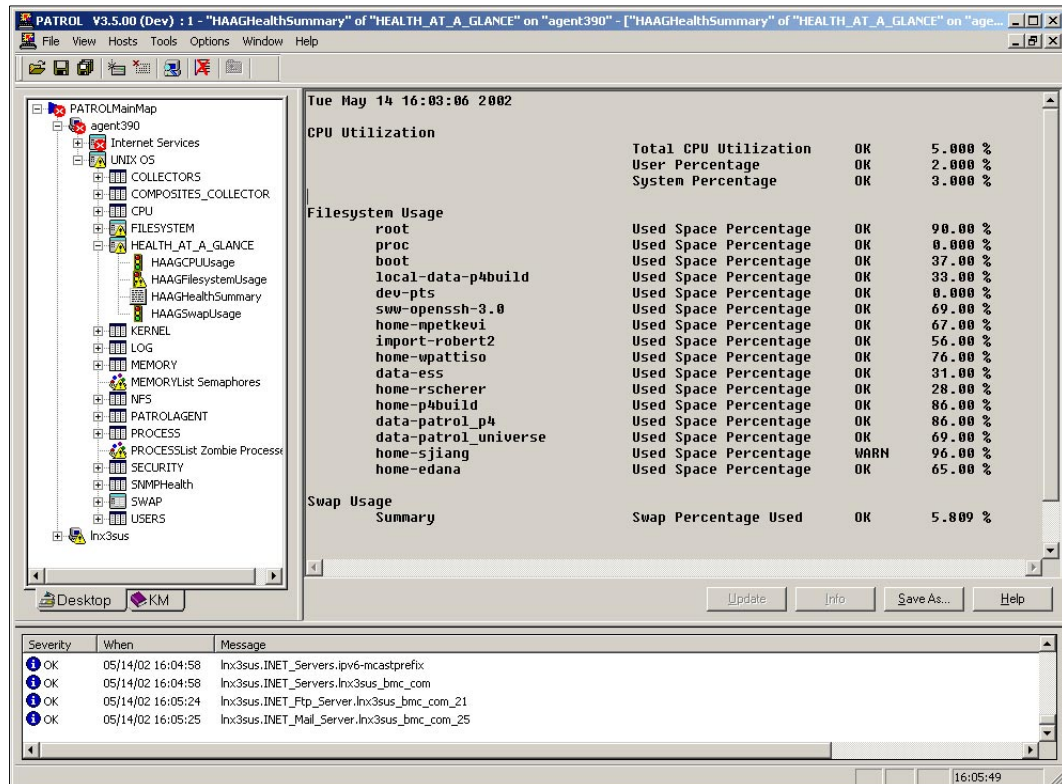 PATROL V3.5.00 (Dev) : 1 - "HAAGHealthSummary" of "HEALTH_AT_A_GLANCE" on "agent390" - ["HAAGHealthSummary" of "HEALTH_AT_A_GLANCE" on "age...
File View Hosts Tools Options Window Help
PATROLMainMap
agent390
Internet Services
UNIX OS
COLLECTORS
COMPOSITES_COLLECTOR
CPU
FILESYSTEM
HEALTH_AT_A_GLANCE
HAAGCPUUsage
HAAGFilesystemUsage
HAAGHealthSummary
HAAGSwapUsage
KERNEL
LOG
MEMORY
MEMORYList Semaphores
NFS
PATROLAGENT
PROCESS
PROCESSList Zombie Processe
SECURITY
SNMPHealth
SWAP
USERS
lnx3sus
Desktop KM
Tue May 14 16:03:06 2002
CPU Utilization
Total CPU Utilization OK 5.000 %
User Percentage OK 2.000 %
System Percentage OK 3.000 %
Filesystem Usage
root Used Space Percentage OK 90.00 %
proc Used Space Percentage OK 0.000 %
boot Used Space Percentage OK 37.00 %
local-data-p4build Used Space Percentage OK 33.00 %
dev-pts Used Space Percentage OK 0.000 %
sww-openssh-3.0 Used Space Percentage OK 69.00 %
home-mpetkevi Used Space Percentage OK 67.00 %
import-robert2 Used Space Percentage OK 56.00 %
home-wpattiso Used Space Percentage OK 76.00 %
data-ess Used Space Percentage OK 31.00 %
home-rscherer Used Space Percentage OK 28.00 %
home-p4build Used Space Percentage OK 86.00 %
data-patrol_p4 Used Space Percentage OK 86.00 %
data-patrol_universe Used Space Percentage OK 69.00 %
home-sjiang Used Space Percentage WARN 96.00 %
home-edana Used Space Percentage OK 65.00 %
Swap Usage
Summary Swap Percentage Used OK 5.809 %
Update Info Save As... Help
Severity When Message
OK 05/14/02 16:04:58 lnx3sus.INET_Servers.ipv6-mcastprefix
OK 05/14/02 16:04:58 lnx3sus.INET_Servers.lnx3sus_bmc_com
OK 05/14/02 16:05:24 lnx3sus.INET_Ftp_Server.lnx3sus_bmc_com_21
OK 05/14/02 16:05:25 lnx3sus.INET_Mail_Server.lnx3sus_bmc_com_25
16:05:49